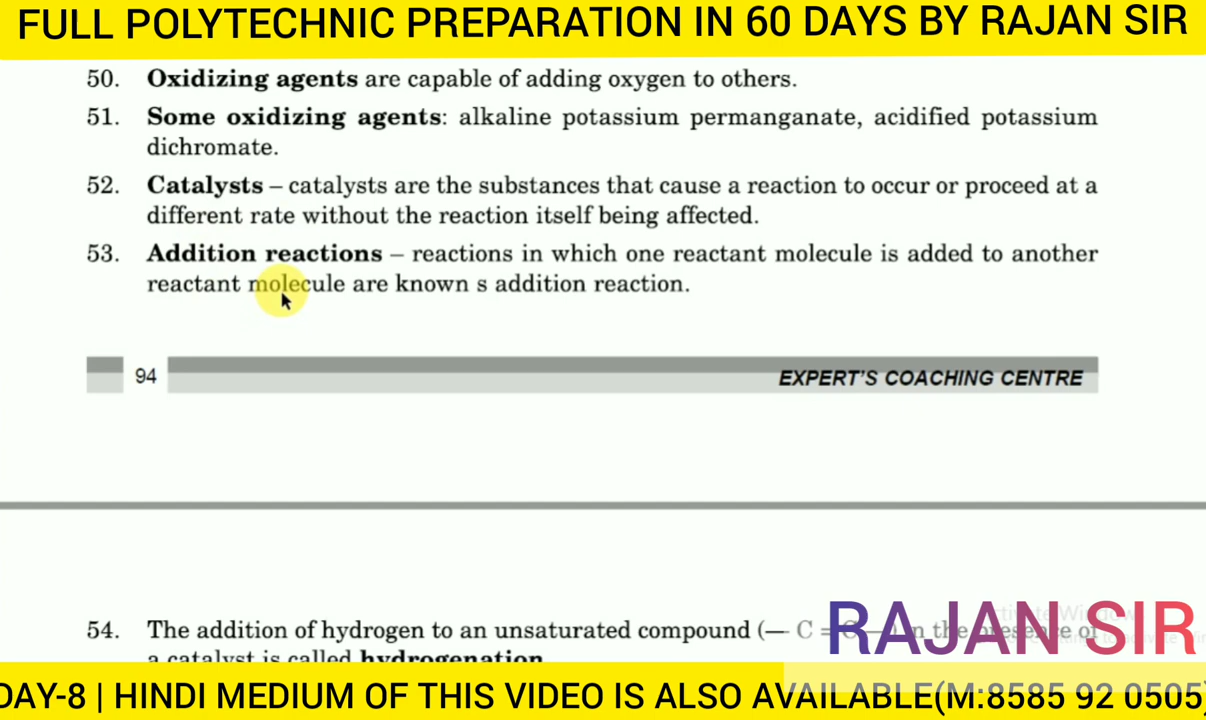 FULL POLYTECHNIC PREPARATION IN 60 DAYS BY RAJAN SIR
50. Oxidizing agents are capable of adding oxygen to others.
51. Some oxidizing agents: alkaline potassium permanganate, acidified potassium
dichromate.
52. Catalysts – catalysts are the substances that cause a reaction to occur or proceed at a
different rate without the reaction itself being affected.
53. Addition reactions – reactions in which one reactant molecule is added to another
reactant molecule are known s addition reaction.
94 EXPERT'S COACHING CENTRE
54. The addition of hydrogen to an unsaturated compound (— C = the presence of
RAJAN SIR
a catalyst is called hydrogenation
DAY-8 | HINDI MEDIUM OF THIS VIDEO IS ALSO AVAILABLE(M:8585 92 0505)